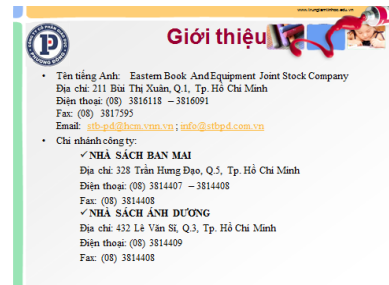 www.trungtamtinhoc.edu.vn
Giới thiệu
• Tên tiếng Anh: Eastern Book And Equipment Joint Stock Company
Địa chỉ: 211 Bùi Thị Xuân, Q.1, Tp. Hồ Chí Minh
Điện thoại: (08) 3816118 – 3816091
Fax: (08) 3817595
Email: stb-pd@hcm.vnn.vn ; info@stbpd.com.vn
• Chi nhánh công ty:
✓NHÀ SÁCH BAN MAI
Địa chỉ: 328 Trần Hưng Đạo, Q.5, Tp. Hồ Chí Minh
Điện thoại: (08) 3814407 – 3814408
Fax: (08) 3814408
✓NHÀ SÁCH ÁNH DƯƠNG
Địa chỉ: 432 Lê Văn Sĩ, Q.3, Tp. Hồ Chí Minh
Điện thoại: (08) 3814409
Fax: (08) 3814408